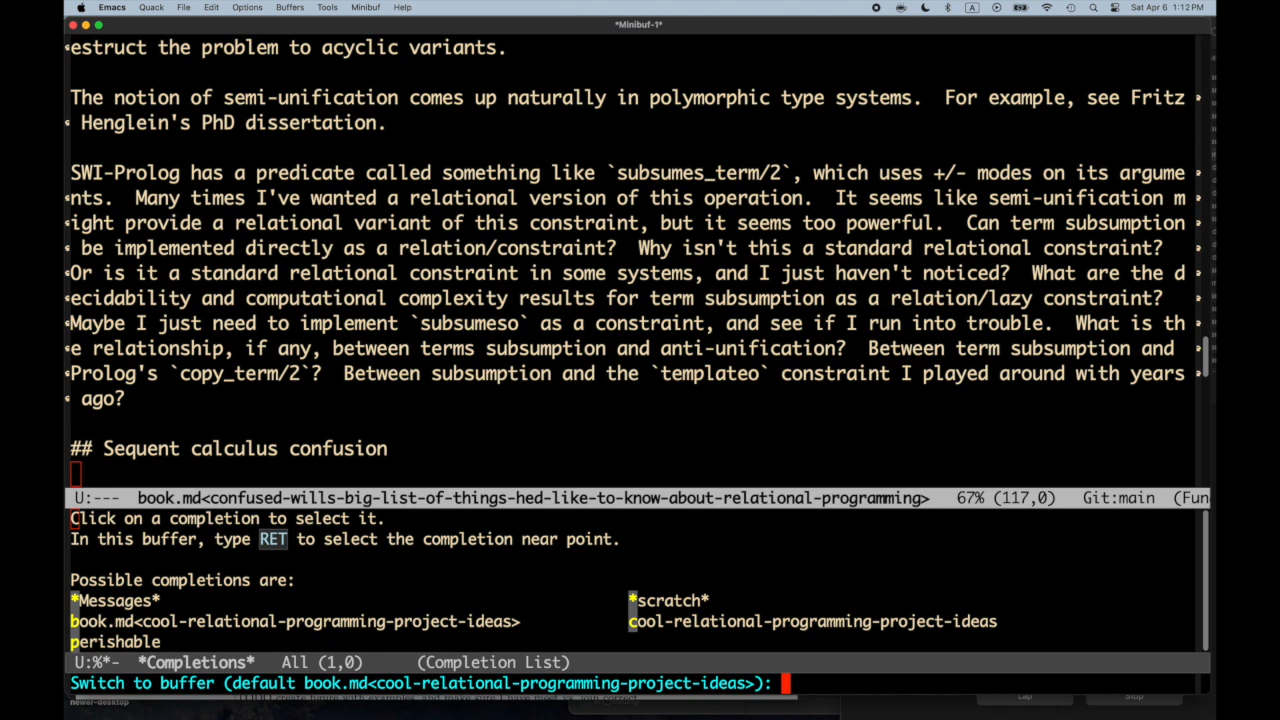 Emacs Quack File Edit Options Buffers Tools Minibuf Help A Sat Apr 6 1:12 PM
*Minibuf-1*
estruct the problem to acyclic variants.
The notion of semi-unification comes up naturally in polymorphic type systems.  For example, see Fritz
Henglein's PhD dissertation.
SWI-Prolog has a predicate called something like `subsumes_term/2`, which uses +/- modes on its argume
nts.  Many times I've wanted a relational version of this operation.  It seems like semi-unification m
ight provide a relational variant of this constraint, but it seems too powerful.  Can term subsumption
be implemented directly as a relation/constraint?  Why isn't this a standard relational constraint?
Or is it a standard relational constraint in some systems, and I just haven't noticed?  What are the d
ecidability and computational complexity results for term subsumption as a relation/lazy constraint?
Maybe I just need to implement `subsumeso` as a constraint, and see if I run into trouble.  What is th
e relationship, if any, between terms subsumption and anti-unification?  Between term subsumption and
Prolog's `copy_term/2`?  Between subsumption and the `templateo` constraint I played around with years
ago?
## Sequent calculus confusion
U:--- book.md<confused-wills-big-list-of-things-hed-like-to-know-about-relational-programming> 67% (117,0) Git:main (Fun
Click on a completion to select it.
In this buffer, type RET to select the completion near point.
Possible completions are:
*Messages* *scratch*
book.md<cool-relational-programming-project-ideas> cool-relational-programming-project-ideas
perishable
U:%*- *Completions* All (1,0) (Completion List)
Switch to buffer (default book.md<cool-relational-programming-project-ideas>):
newer-desktop
Stop